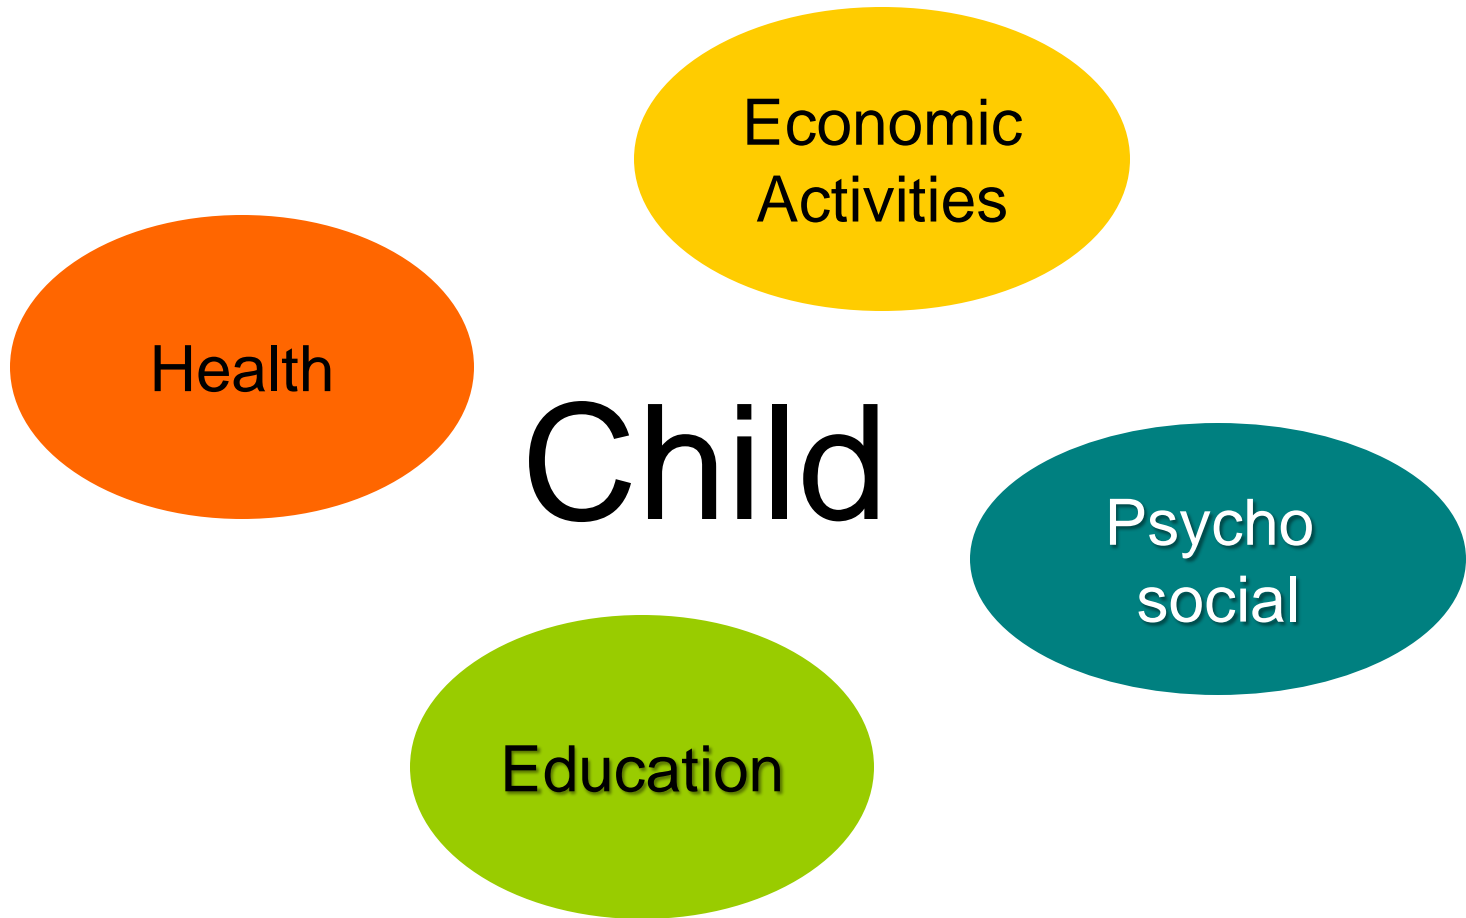 Economic
Activities
Health
Child
Psycho
social
Education